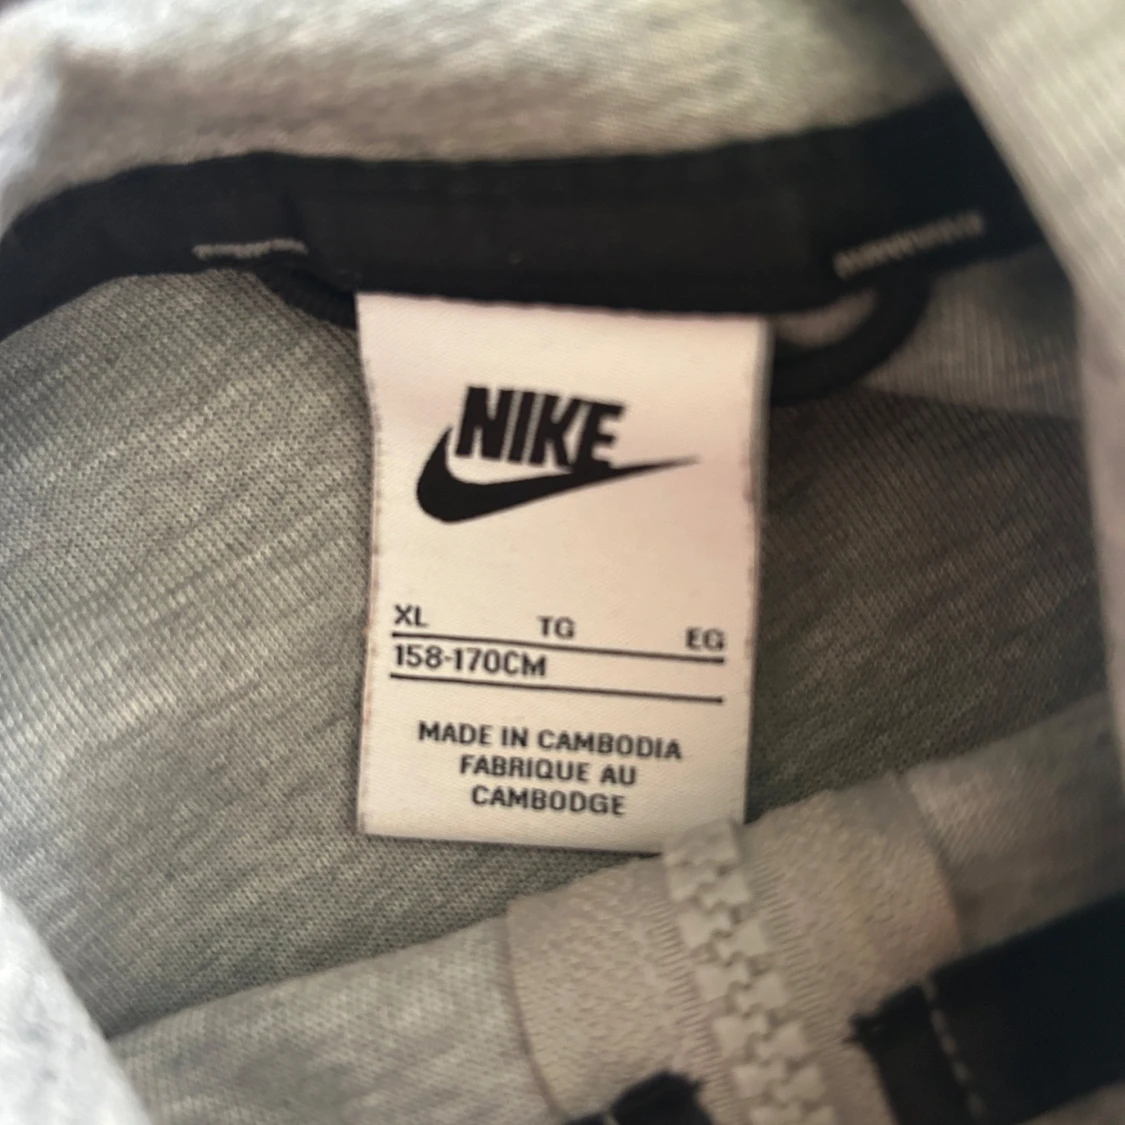 NIKE
XL TG EG
158-170CM
MADE IN CAMBODIA
FABRIQUE AU
CAMBODGE